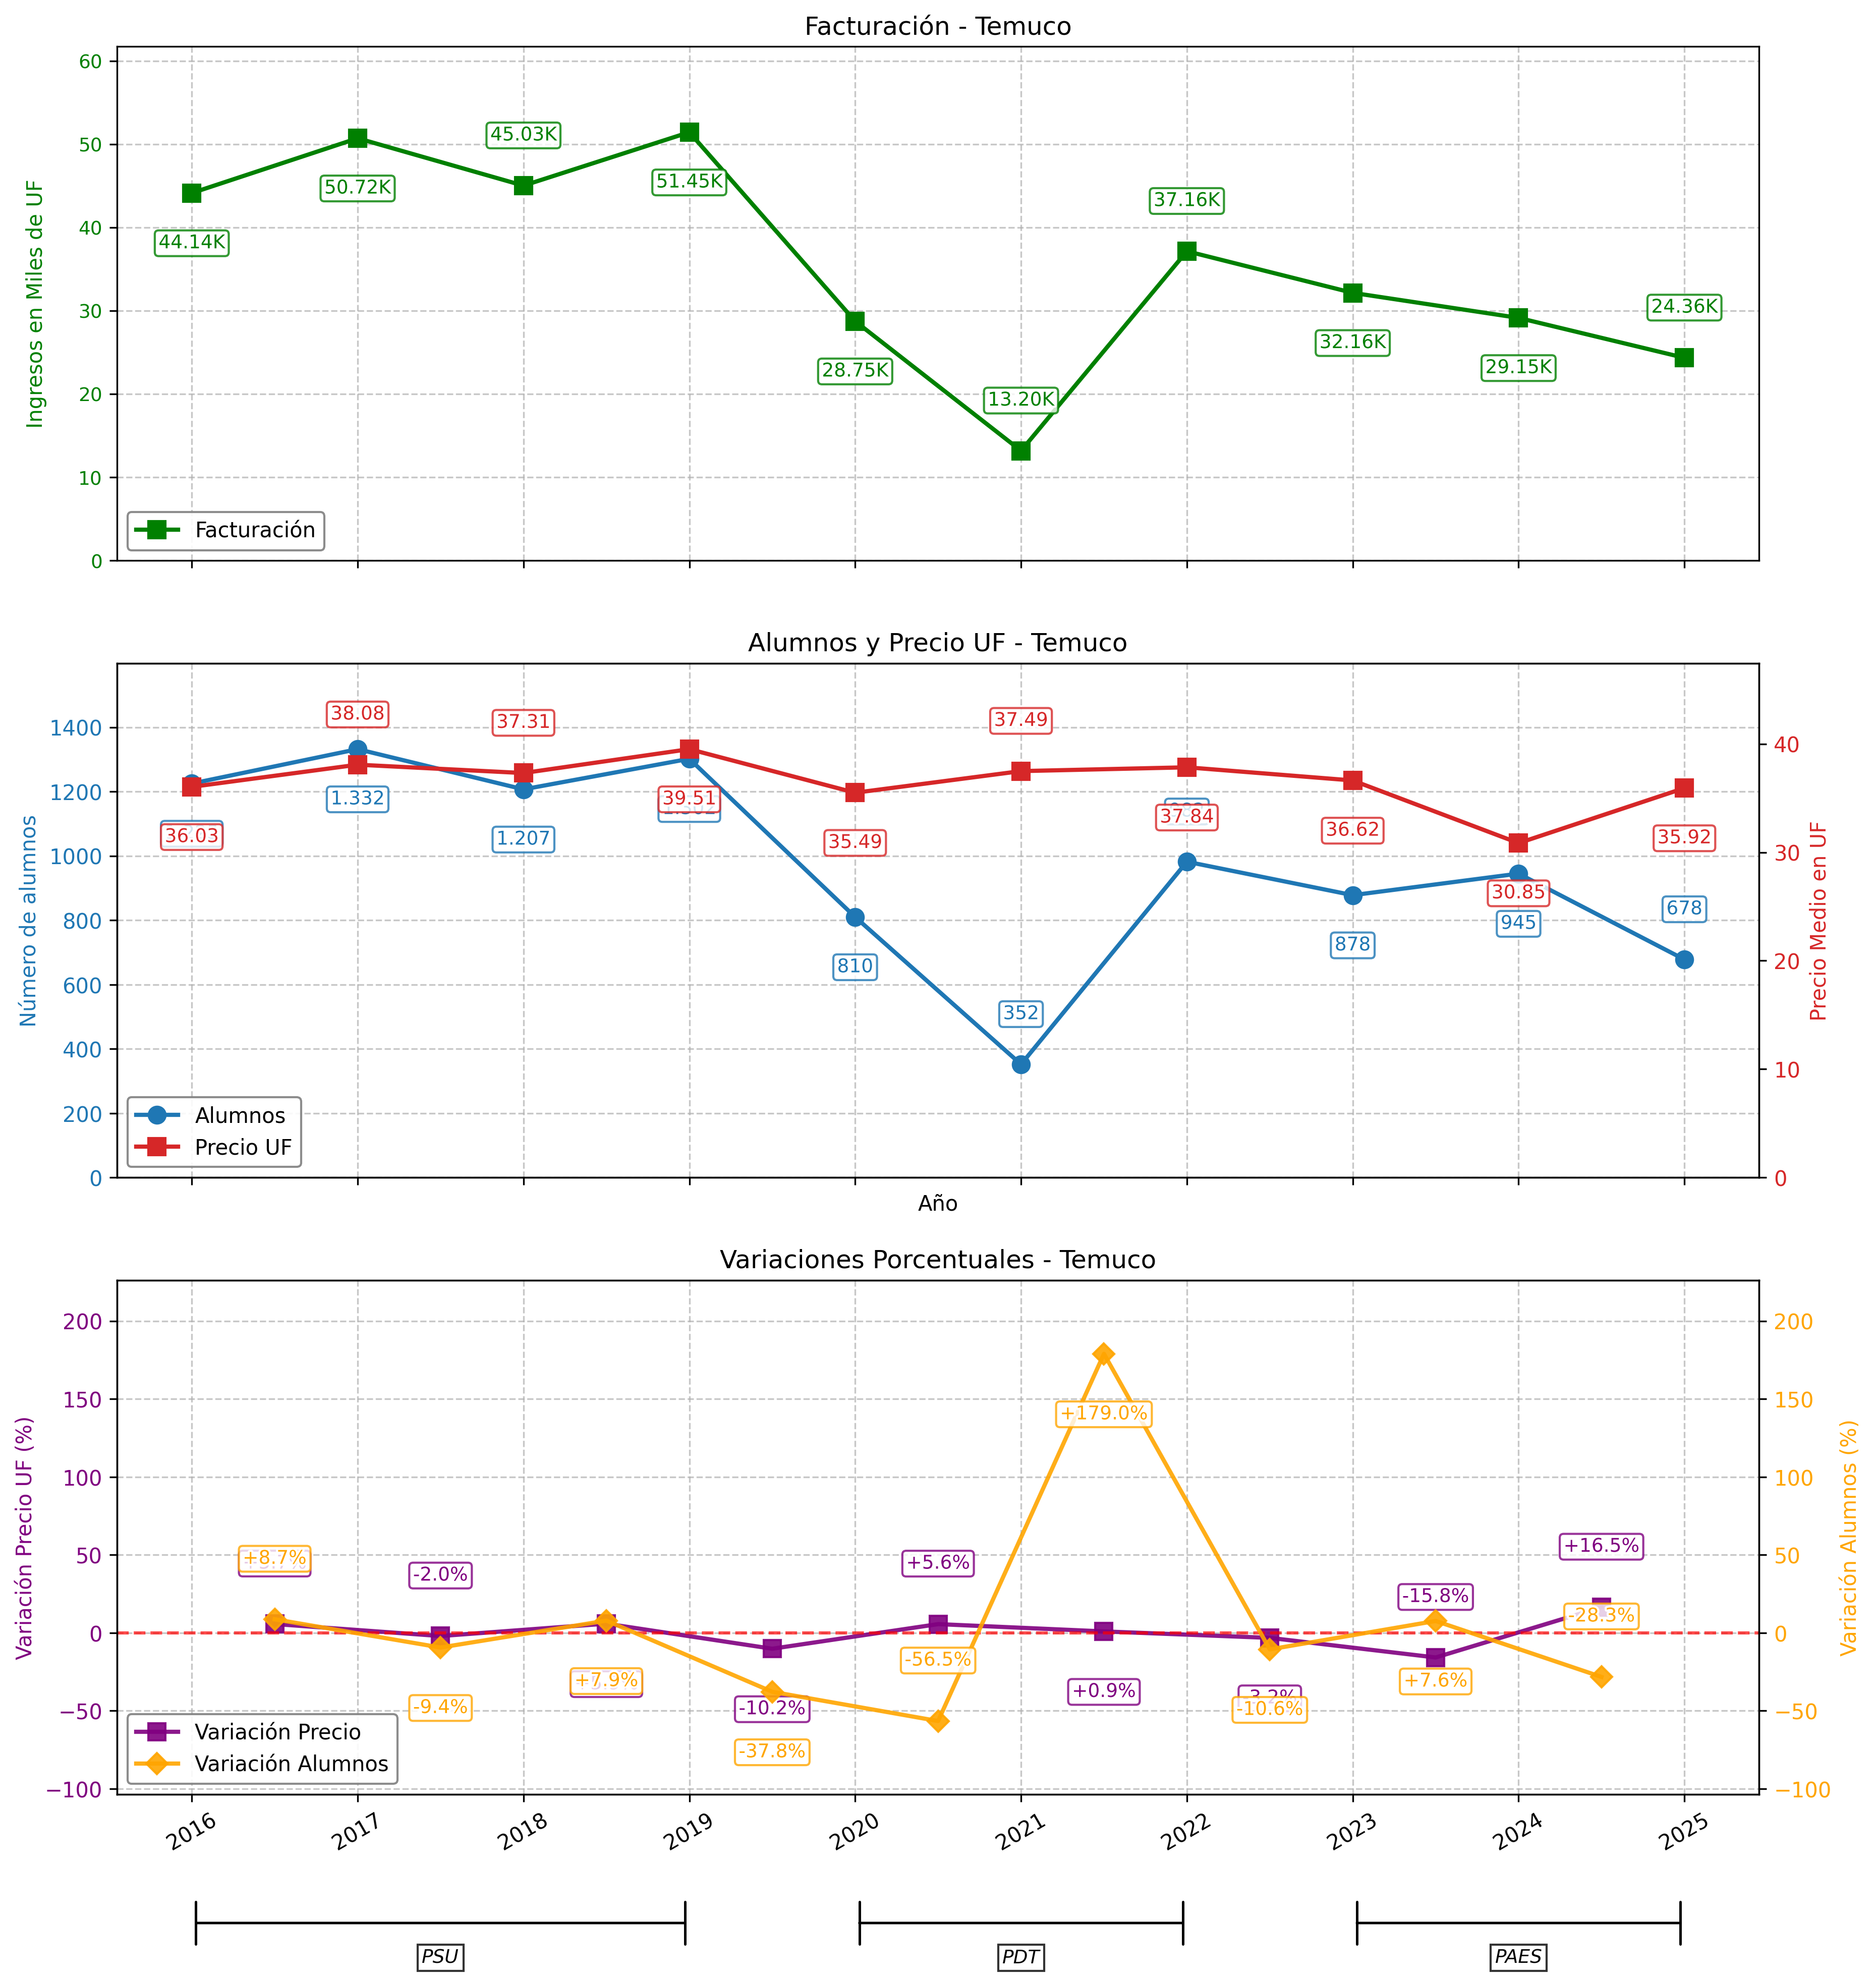 Facturación - Temuco
Ingresos en Miles de UF
60
50
40
30
20
10
0
44.14K
50.72K
45.03K
51.45K
28.75K
13.20K
37.16K
32.16K
29.15K
24.36K
Facturación
Alumnos y Precio UF - Temuco
Número de alumnos
1400
1200
1000
800
600
400
200
0
36.03
38.08
1.332
37.31
1.207
39.51
35.49
810
37.49
352
37.84
36.62
878
30.85
945
35.92
678
Precio Medio en UF
40
30
20
10
0
Alumnos
Precio UF
Año
Variaciones Porcentuales - Temuco
Variación Precio UF (%)
200
150
100
50
0
−50
−100
+8.7%
-2.0%
-9.4%
+7.9%
-10.2%
-37.8%
+5.6%
-56.5%
+179.0%
+0.9%
-10.6%
-15.8%
+7.6%
+16.5%
-28.3%
Variación Alumnos (%)
200
150
100
50
0
−50
−100
Variación Precio
Variación Alumnos
2016 2017 2018 2019 2020 2021 2022 2023 2024 2025
PSU PDT PAES